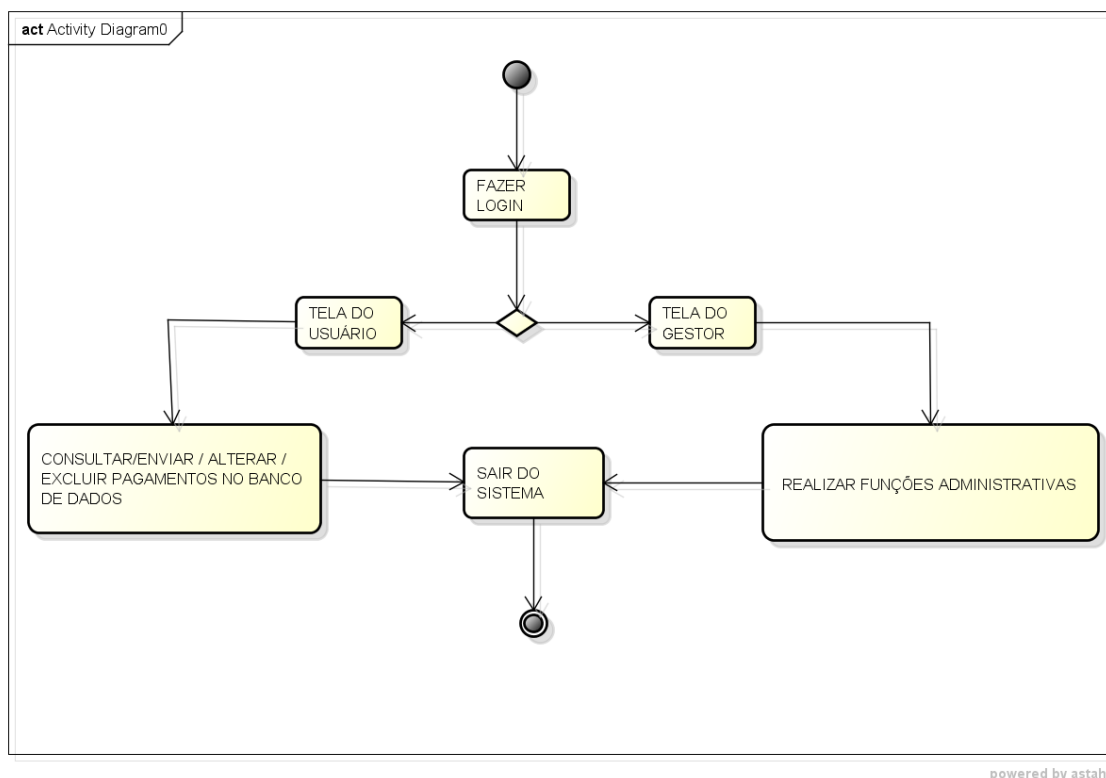 act Activity Diagram0
FAZER
LOGIN
TELA DO
USUÁRIO
TELA DO
GESTOR
CONSULTAR/ENVIAR / ALTERAR /
EXCLUIR PAGAMENTOS NO BANCO
DE DADOS
SAIR DO
SISTEMA
REALIZAR FUNÇÕES ADMINISTRATIVAS
powered by astah